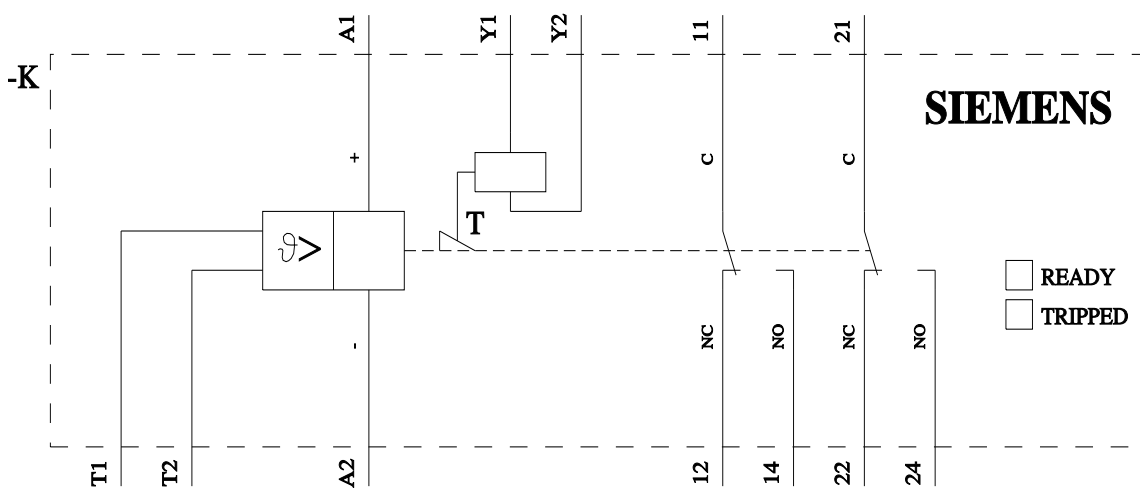 A1
Y1
Y2
11
21
-K
SIEMENS
+
C
C
T
ϑ>
READY
TRIPPED
-
NC
NO
NC
NO
T1
T2
A2
12
14
22
24